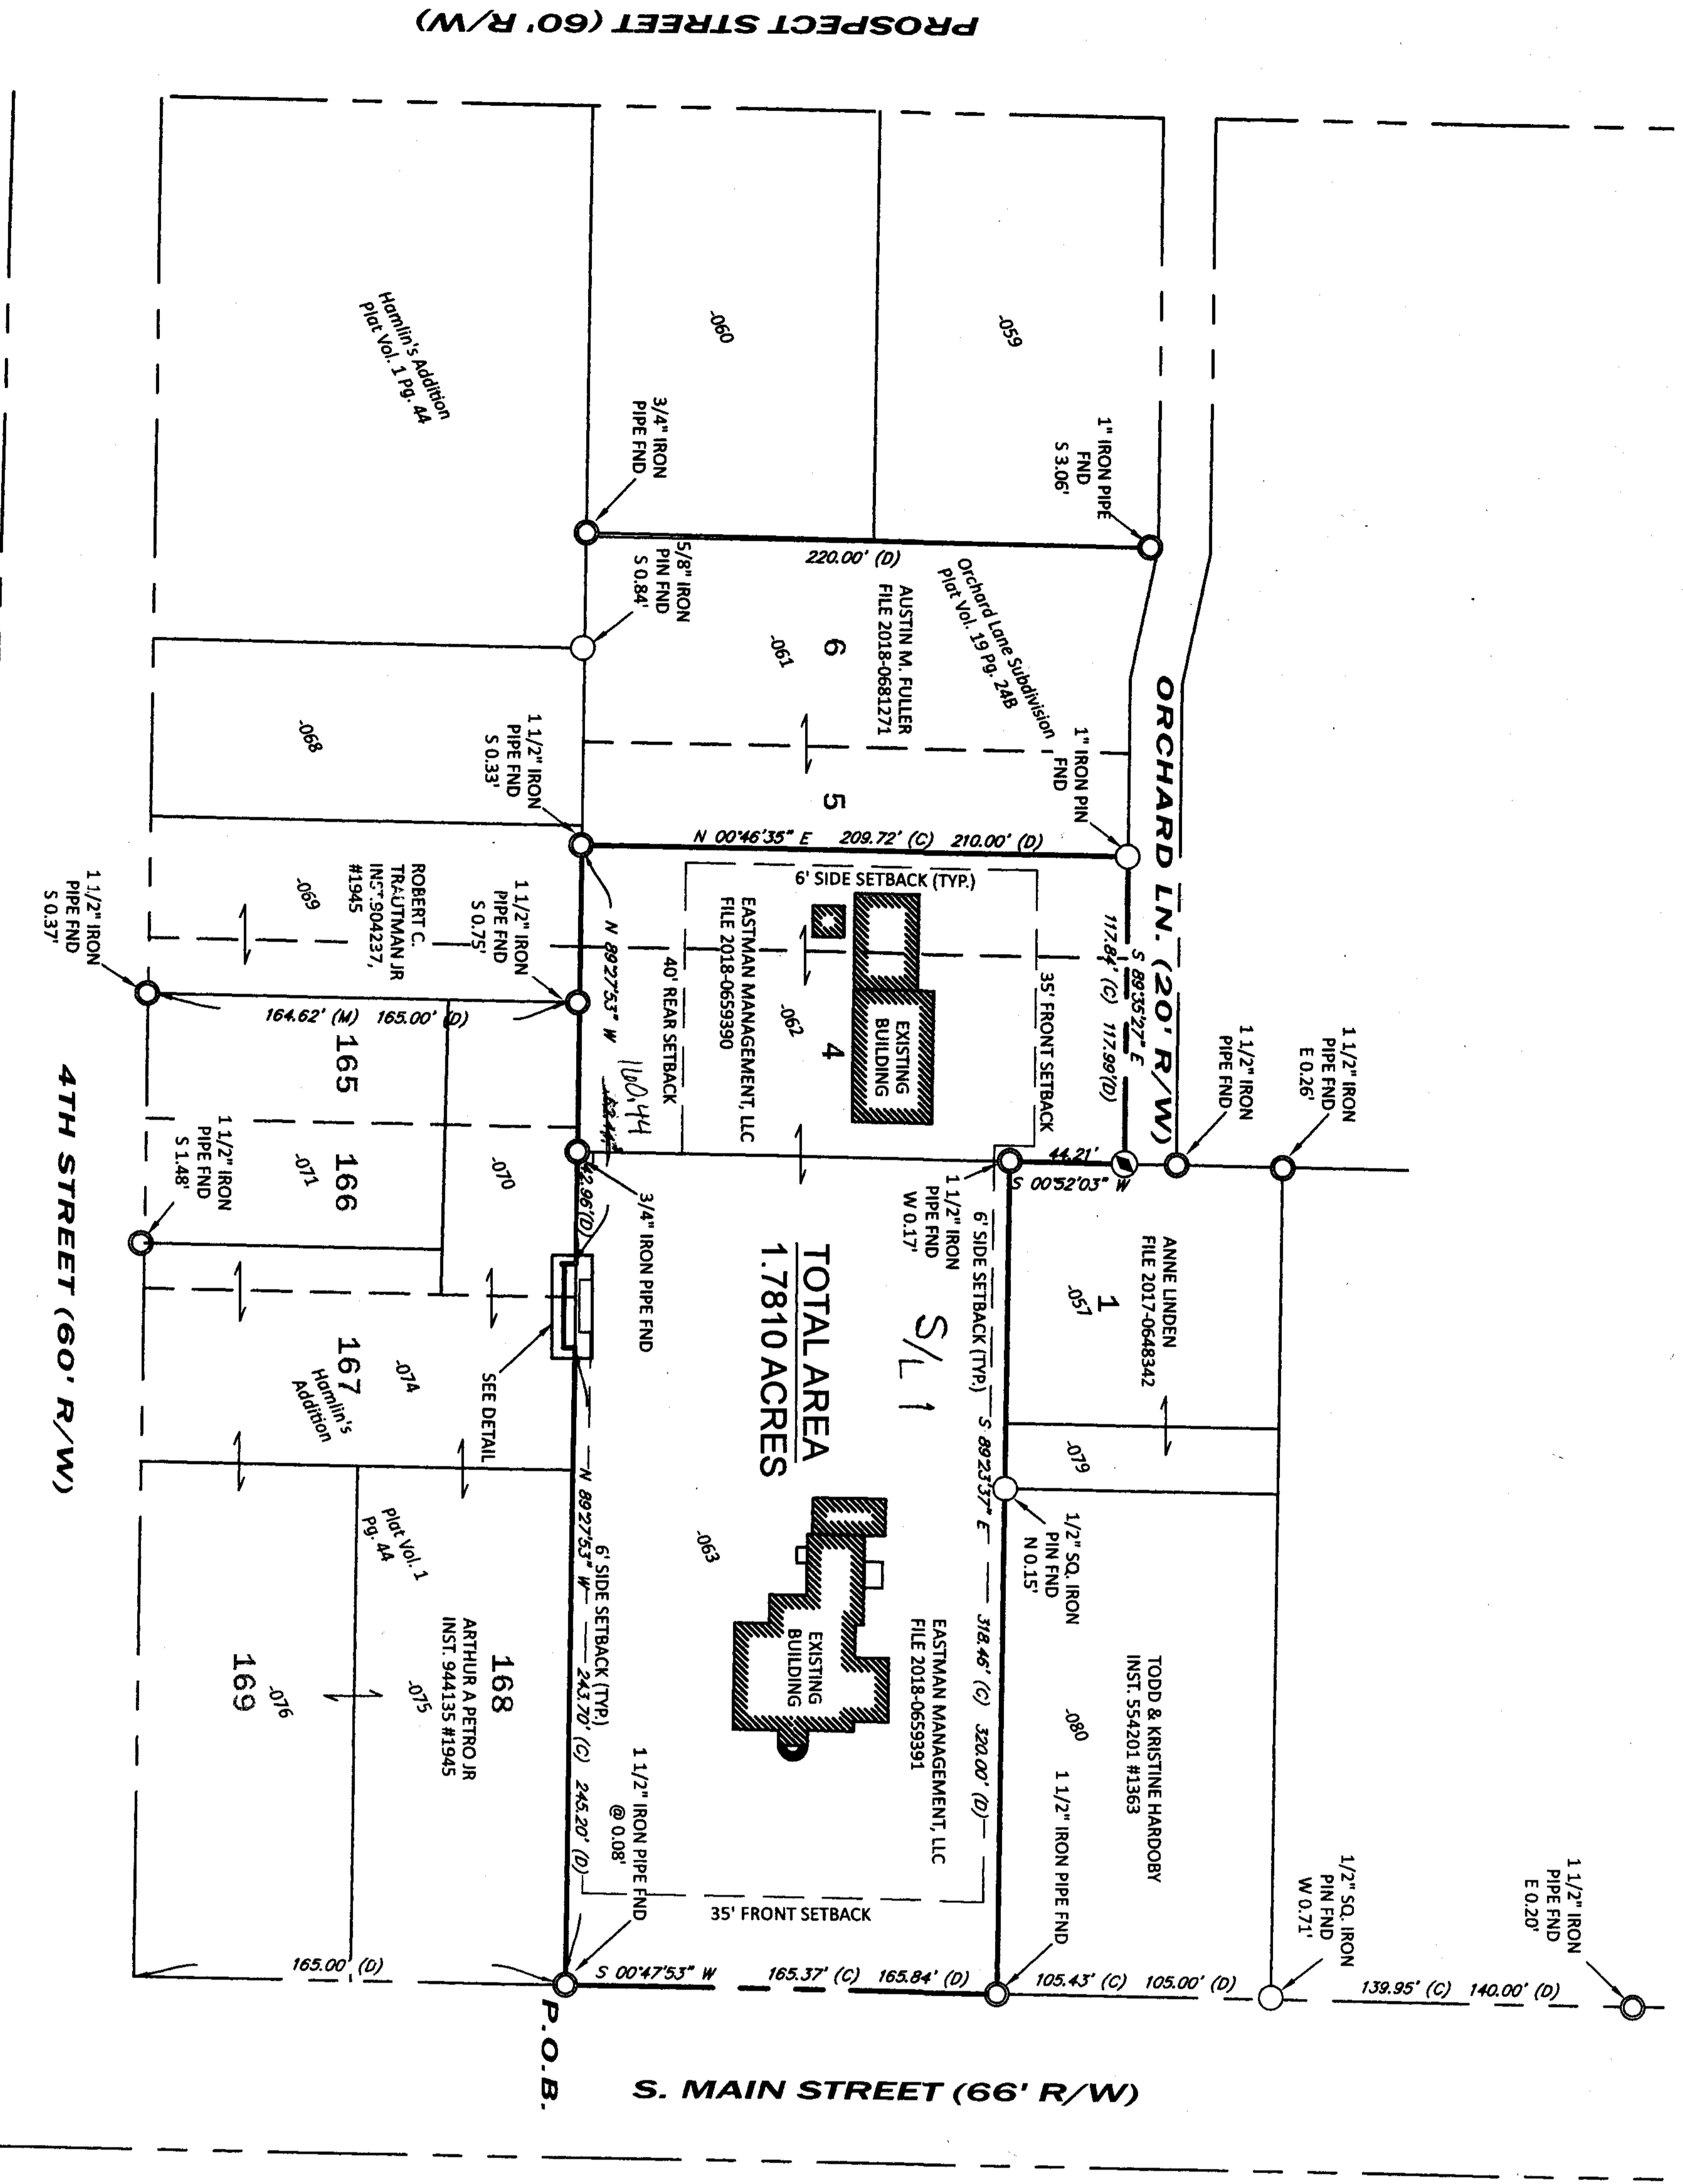 PROSPECT STREET (60' R/W)
Hamlin's Addition
Plat Vol. 1 Pg. 4A
-060
-059
3/4" IRON
PIPE FND
1" IRON PIPE
FND
S 3.06'
5/8" IRON
PIN FND
S 0.84'
220.00' (D)
Orchard Lane Subdivision
Plat Vol. 19 Pg. 24B
AUSTIN M. FULLER
FILE 2018-0681271
6
-061
5
-068
1 1/2" IRON
PIPE FND
S 0.33'
1" IRON PIN
FND
ORCHARD LN. (20' R/W)
N 00°46'35" E 209.72' (C) 210.00' (D)
6' SIDE SETBACK (TYP.)
S 89°35'27" E
117.84' (C) 117.99'(D)
35' FRONT SETBACK
EASTMAN MANAGEMENT, LLC
FILE 2018-0659390
40' REAR SETBACK
EXISTING
BUILDING
4
-062
ROBERT C.
TRAUTMAN JR
INST.904237,
#1945
-069
1 1/2" IRON
PIPE FND
S 0.75'
1 1/2" IRON
PIPE FND
S 0.37'
164.62' (M) 165.00' (D)
N 89°27'53" W
160.44
165
166
-071
-070
1 1/2" IRON
PIPE FND
S 1.48'
4TH STREET (60' R/W)
42.96'(D)
3/4" IRON PIPE FND
44.21'
S 00°52'03" W
1 1/2" IRON
PIPE FND
W 0.17'
1 1/2" IRON
PIPE FND
1 1/2" IRON
PIPE FND
E 0.26'
ANNE LINDEN
FILE 2017-0648342
1
-057
-079
6' SIDE SETBACK (TYP.)
S 89°23'37" E 318.46' (C) 320.00' (D)
TOTAL AREA
1.7810 ACRES
S/L 1
167
Hamlin's
Addition
-074
SEE DETAIL
Plat Vol. 1
Pg. 4A
N 89°27'53" W 243.70' (C) 245.20' (D)
6' SIDE SETBACK (TYP.)
-063
EXISTING
BUILDING
EASTMAN MANAGEMENT, LLC
FILE 2018-0659391
1/2" SQ. IRON
PIN FND
N 0.15'
TODD & KRISTINE HARDOBY
INST. 554201 #1363
-080
168
ARTHUR A PETRO JR
INST. 944135 #1945
-075
169
-076
1 1/2" IRON PIPE FND
@ 0.08'
35' FRONT SETBACK
1 1/2" IRON PIPE FND
1/2" SQ. IRON
PIN FND
W 0.71'
1 1/2" IRON
PIPE FND
E 0.20'
165.00' (D)
S 00°47'53" W 165.37' (C) 165.84' (D)
105.43' (C) 105.00' (D)
139.95' (C) 140.00' (D)
P.O.B.
S. MAIN STREET (66' R/W)